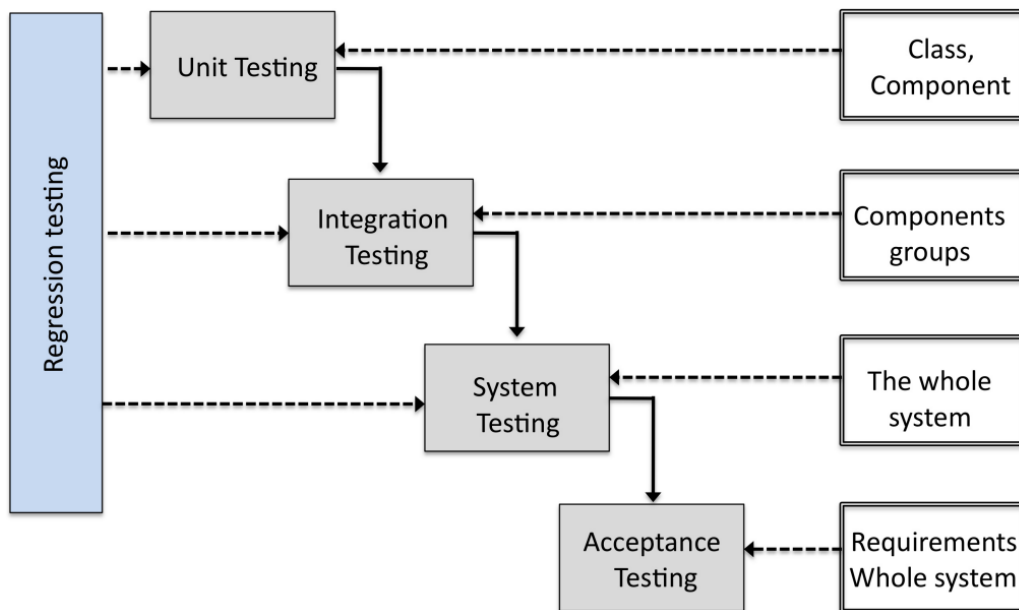 Regression testing
Unit Testing
Class,
Component
Integration
Testing
Components
groups
System
Testing
The whole
system
Acceptance
Testing
Requirements
Whole system